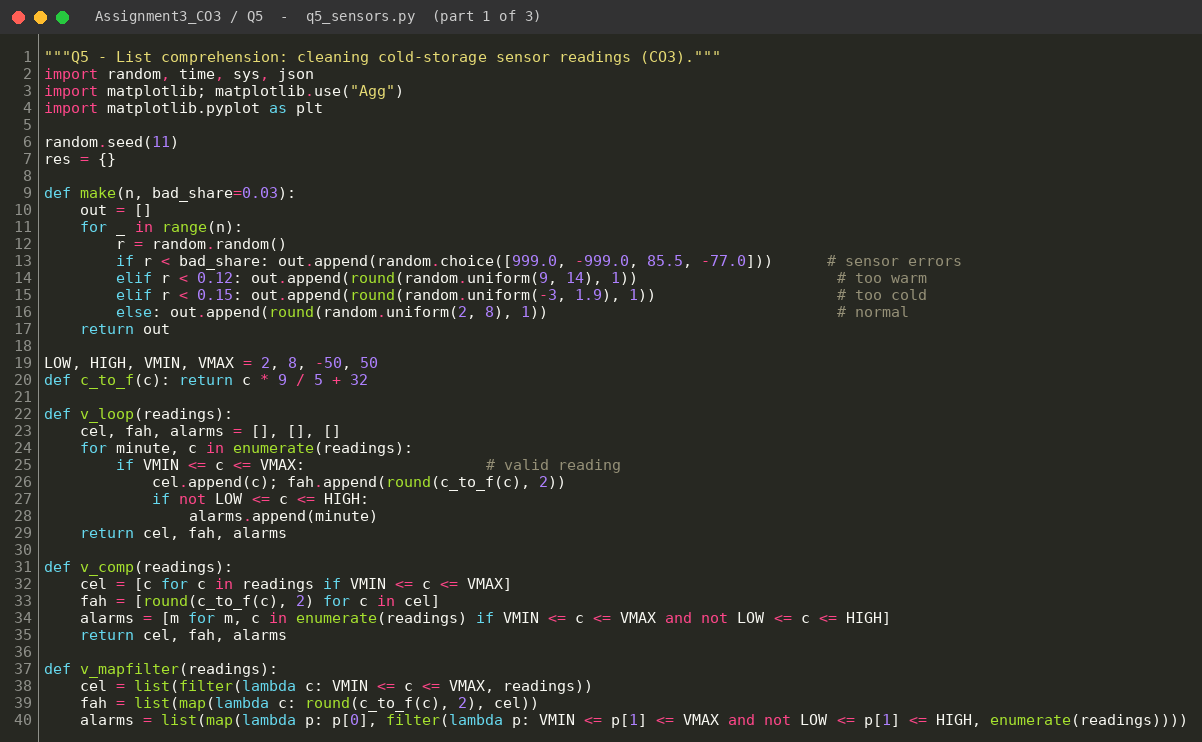 Assignment3_CO3 / Q5  -  q5_sensors.py  (part 1 of 3)
1 """Q5 - List comprehension: cleaning cold-storage sensor readings (CO3)."""
2 import random, time, sys, json
3 import matplotlib; matplotlib.use("Agg")
4 import matplotlib.pyplot as plt
5
6 random.seed(11)
7 res = {}
8
9 def make(n, bad_share=0.03):
10     out = []
11     for _ in range(n):
12         r = random.random()
13         if r < bad_share: out.append(random.choice([999.0, -999.0, 85.5, -77.0]))      # sensor errors
14         elif r < 0.12: out.append(round(random.uniform(9, 14), 1))                      # too warm
15         elif r < 0.15: out.append(round(random.uniform(-3, 1.9), 1))                    # too cold
16         else: out.append(round(random.uniform(2, 8), 1))                                # normal
17     return out
18
19 LOW, HIGH, VMIN, VMAX = 2, 8, -50, 50
20 def c_to_f(c): return c * 9 / 5 + 32
21
22 def v_loop(readings):
23     cel, fah, alarms = [], [], []
24     for minute, c in enumerate(readings):
25         if VMIN <= c <= VMAX:                    # valid reading
26             cel.append(c); fah.append(round(c_to_f(c), 2))
27             if not LOW <= c <= HIGH:
28                 alarms.append(minute)
29     return cel, fah, alarms
30
31 def v_comp(readings):
32     cel = [c for c in readings if VMIN <= c <= VMAX]
33     fah = [round(c_to_f(c), 2) for c in cel]
34     alarms = [m for m, c in enumerate(readings) if VMIN <= c <= VMAX and not LOW <= c <= HIGH]
35     return cel, fah, alarms
36
37 def v_mapfilter(readings):
38     cel = list(filter(lambda c: VMIN <= c <= VMAX, readings))
39     fah = list(map(lambda c: round(c_to_f(c), 2), cel))
40     alarms = list(map(lambda p: p[0], filter(lambda p: VMIN <= p[1] <= VMAX and not LOW <= p[1] <= HIGH, enumerate(readings))))